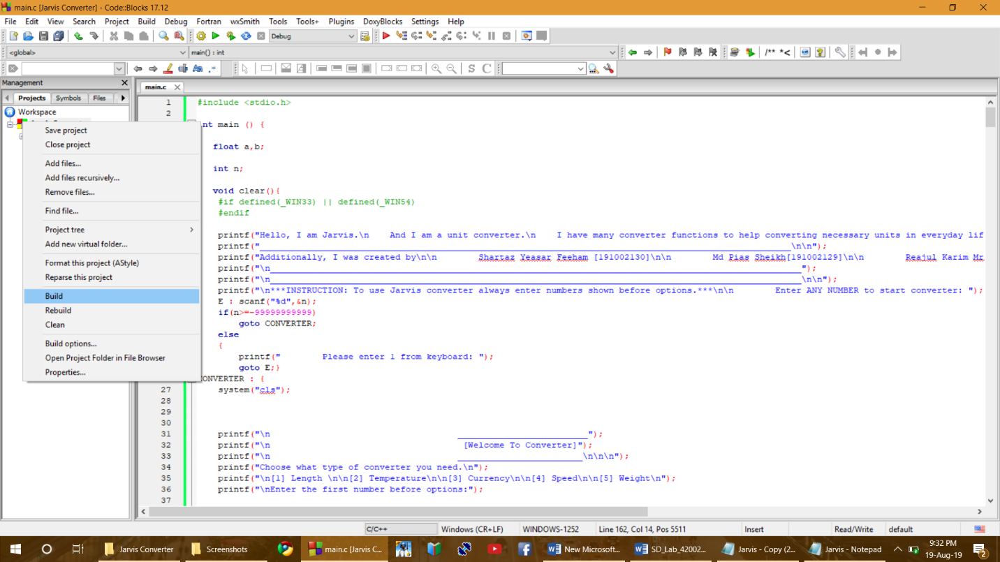 main.c [Jarvis Converter] - Code::Blocks 17.12
File Edit View Search Project Build Debug Fortran wxSmith Tools Tools+ Plugins DoxyBlocks Settings Help
Debug
<global> main() : int
/** *<
.* S C
Management
main.c
Projects Symbols Files
Workspace
Save project
Close project
Add files...
Add files recursively...
Remove files...
Find file...
Project tree
Add new virtual folder...
Format this project (AStyle)
Reparse this project
Build
Rebuild
Clean
Build options...
Open Project Folder in File Browser
Properties...
1 #include <stdio.h>
2
nt main () {
float a,b;
int n;
void clear(){
#if defined(_WIN33) || defined(_WIN54)
#endif
printf("Hello, I am Jarvis.\n And I am a unit converter.\n I have many converter functions to help converting necessary units in everyday lif
printf("______\n\n");
printf("Additionally, I was created by\n\n Shartaz Yeasar Feeham [191002130]\n\n Md Pias Sheikh[191002129]\n\n Reajul Karim Mr
printf("\n______");
printf("\n______\n\n");
printf("\n***INSTRUCTION: To use Jarvis converter always enter numbers shown before options.***\n\n Enter ANY NUMBER to start converter: ");
E : scanf("%d",&n);
if(n>=-99999999999)
goto CONVERTER;
else
{
printf(" Please enter 1 from keyboard: ");
goto E;}
CONVERTER : {
27 system("cls");
28
29
30
31 printf("\n ______");
32 printf("\n [Welcome To Converter]");
33 printf("\n ______\n\n\n");
34 printf("Choose what type of converter you need.\n");
35 printf("\n[1] Length \n\n[2] Temperature\n\n[3] Currency\n\n[4] Speed\n\n[5] Weight\n");
36 printf("\nEnter the first number before options:");
37
C/C++ Windows (CR+LF) WINDOWS-1252 Line 162, Col 14, Pos 5511 Insert Read/Write default
Jarvis Converter Screenshots main.c [Jarvis C... New Microsoft... SD_Lab_42002... Jarvis - Copy (2... Jarvis - Notepad 9:32 PM
19-Aug-19 2